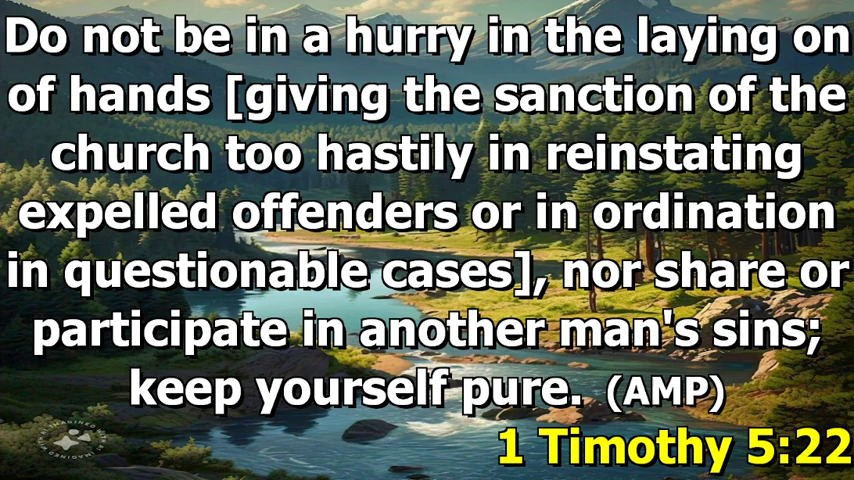 Do not be in a hurry in the laying on
of hands [giving the sanction of the
church too hastily in reinstating
expelled offenders or in ordination
in questionable cases], nor share or
participate in another man's sins;
keep yourself pure. (AMP)
1 Timothy 5:22